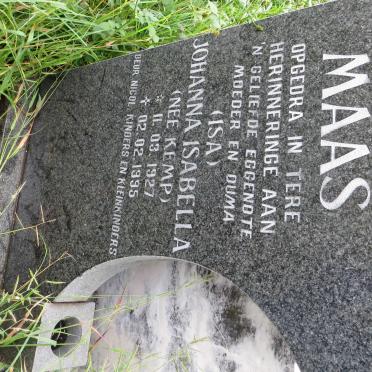 MAAS
OPGEDRA IN TERE
HERINNERINGE AAN
'N GELIEFDE EGGENOTE
MOEDER EN OUMA
JOHANNA ISABELLA
(ISA)
(NEE KEMP)
* 11. 03. 1927
+ 02. 02. 1995
DEUR NICOL, KINDERS EN KLEINKINDERS